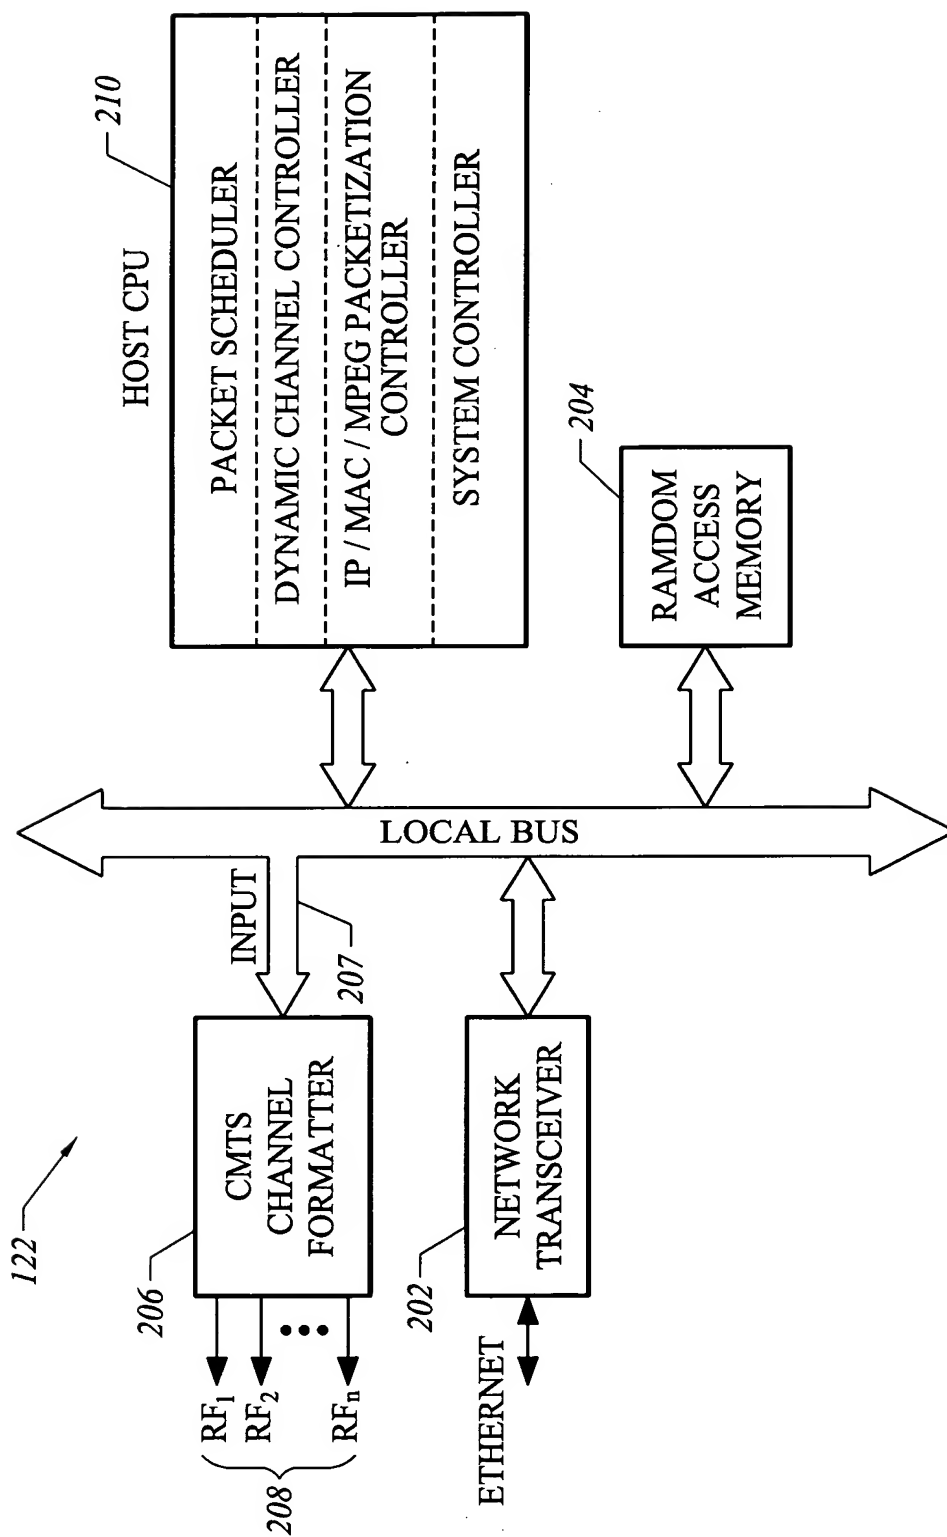 122
HOST CPU
210
PACKET SCHEDULER
DYNAMIC CHANNEL CONTROLLER
IP / MAC / MPEG PACKETIZATION
CONTROLLER
SYSTEM CONTROLLER
RF1
RF2
RFn
208
206
CMTS
CHANNEL
FORMATTER
INPUT
207
LOCAL BUS
ETHERNET
202
NETWORK
TRANSCEIVER
204
RAMDOM
ACCESS
MEMORY